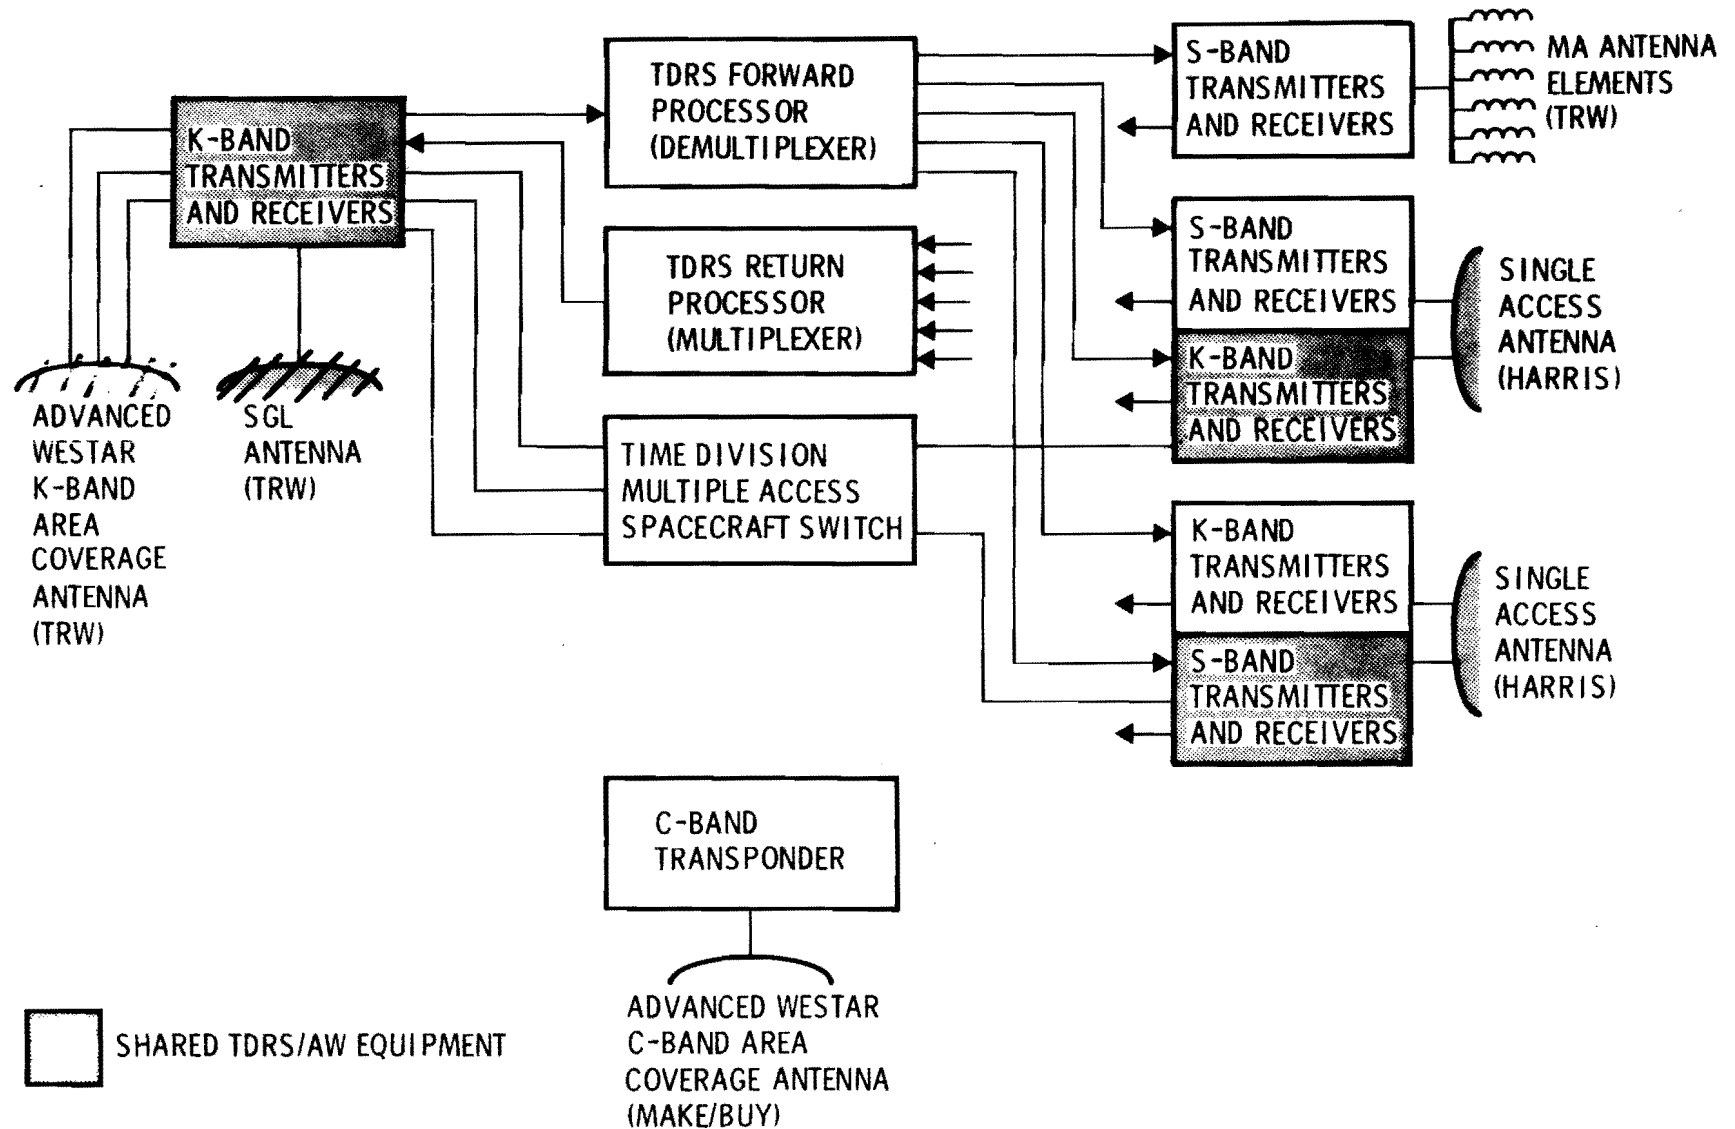 TDRS FORWARD
PROCESSOR
(DEMULTIPLEXER)
S-BAND
TRANSMITTERS
AND RECEIVERS
MA ANTENNA
ELEMENTS
(TRW)
K-BAND
TRANSMITTERS
AND RECEIVERS
S-BAND
TRANSMITTERS
AND RECEIVERS
SINGLE
ACCESS
ANTENNA
(HARRIS)
TDRS RETURN
PROCESSOR
(MULTIPLEXER)
K-BAND
TRANSMITTERS
AND RECEIVERS
ADVANCED
WESTAR
K-BAND
AREA
COVERAGE
ANTENNA
(TRW)
SGL
ANTENNA
(TRW)
TIME DIVISION
MULTIPLE ACCESS
SPACECRAFT SWITCH
K-BAND
TRANSMITTERS
AND RECEIVERS
SINGLE
ACCESS
ANTENNA
(HARRIS)
S-BAND
TRANSMITTERS
AND RECEIVERS
C-BAND
TRANSPONDER
ADVANCED WESTAR
C-BAND AREA
COVERAGE ANTENNA
(MAKE/BUY)
SHARED TDRS/AW EQUIPMENT